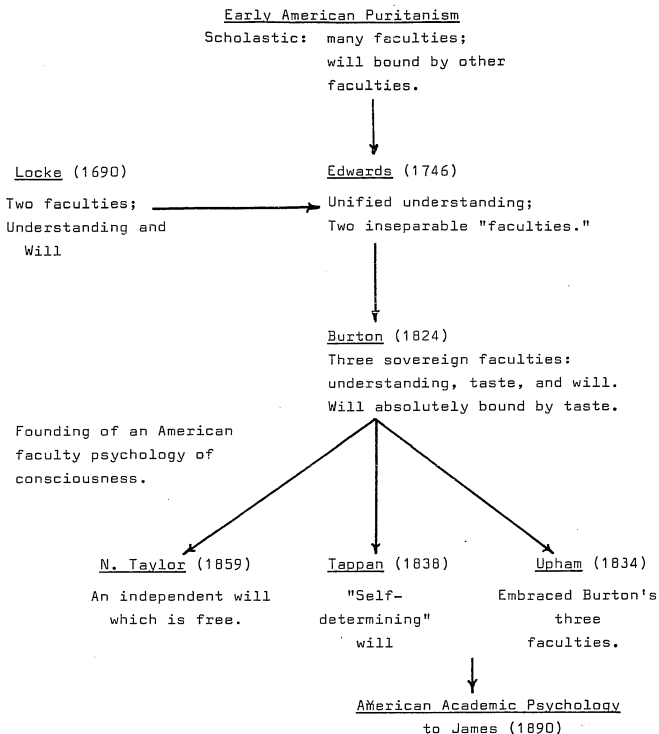 Early American Puritanism
Scholastic: many faculties;
will bound by other
faculties.
Locke (1690)
Two faculties;
Understanding and
Will
Edwards (1746)
Unified understanding;
Two inseparable "faculties."
Burton (1824)
Three sovereign faculties:
understanding, taste, and will.
Will absolutely bound by taste.
Founding of an American
faculty psychology of
consciousness.
N. Taylor (1859)
An independent will
which is free.
Tappan (1838)
"Self-
determining"
will
Upham (1834)
Embraced Burton's
three
faculties.
American Academic Psychology
to James (1890)